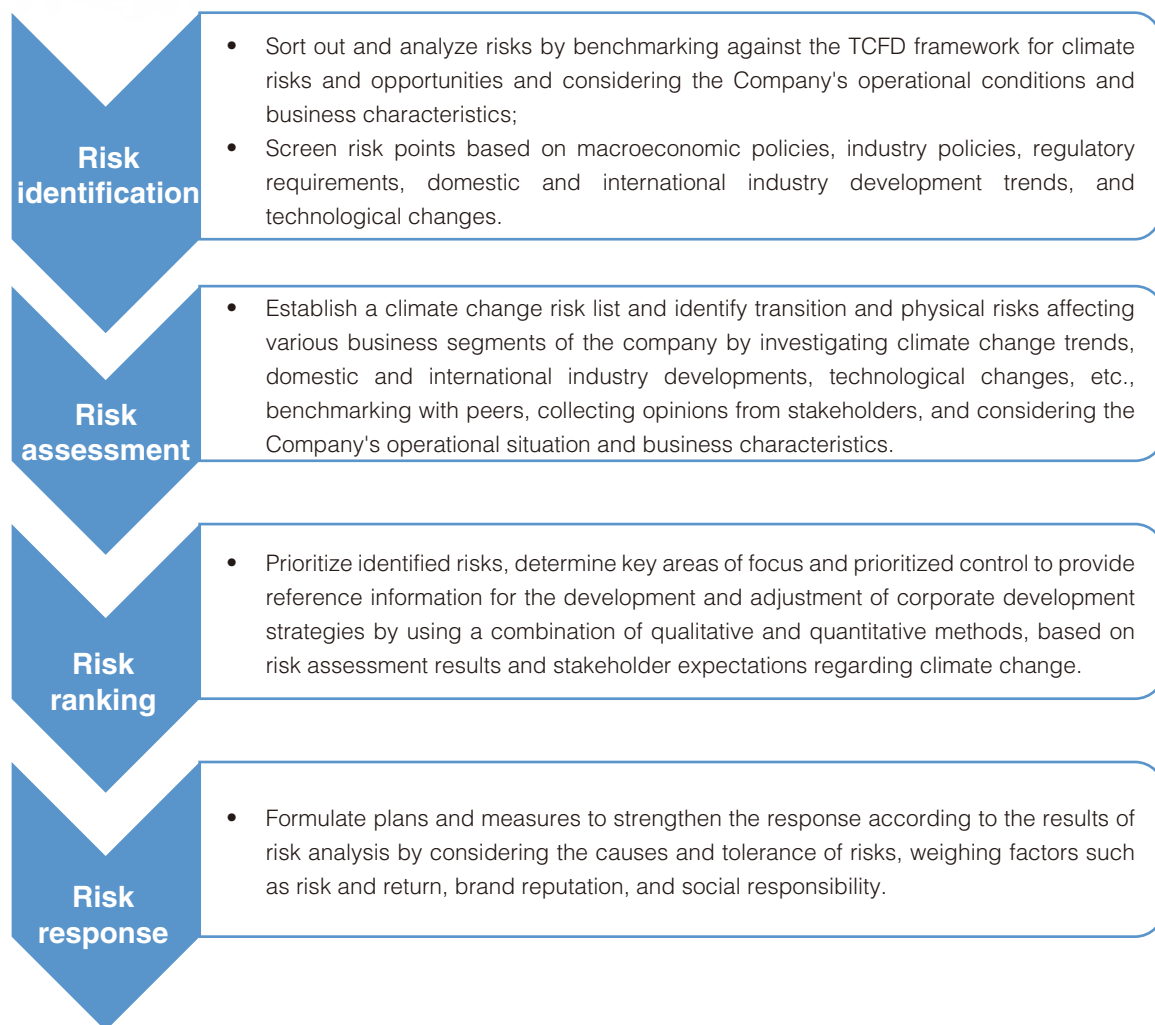 Risk
identification
• Sort out and analyze risks by benchmarking against the TCFD framework for climate
risks and opportunities and considering the Company's operational conditions and
business characteristics;
• Screen risk points based on macroeconomic policies, industry policies, regulatory
requirements, domestic and international industry development trends, and
technological changes.
Risk
assessment
• Establish a climate change risk list and identify transition and physical risks affecting
various business segments of the company by investigating climate change trends,
domestic and international industry developments, technological changes, etc.,
benchmarking with peers, collecting opinions from stakeholders, and considering the
Company's operational situation and business characteristics.
Risk
ranking
• Prioritize identified risks, determine key areas of focus and prioritized control to provide
reference information for the development and adjustment of corporate development
strategies by using a combination of qualitative and quantitative methods, based on
risk assessment results and stakeholder expectations regarding climate change.
Risk
response
• Formulate plans and measures to strengthen the response according to the results of
risk analysis by considering the causes and tolerance of risks, weighing factors such
as risk and return, brand reputation, and social responsibility.